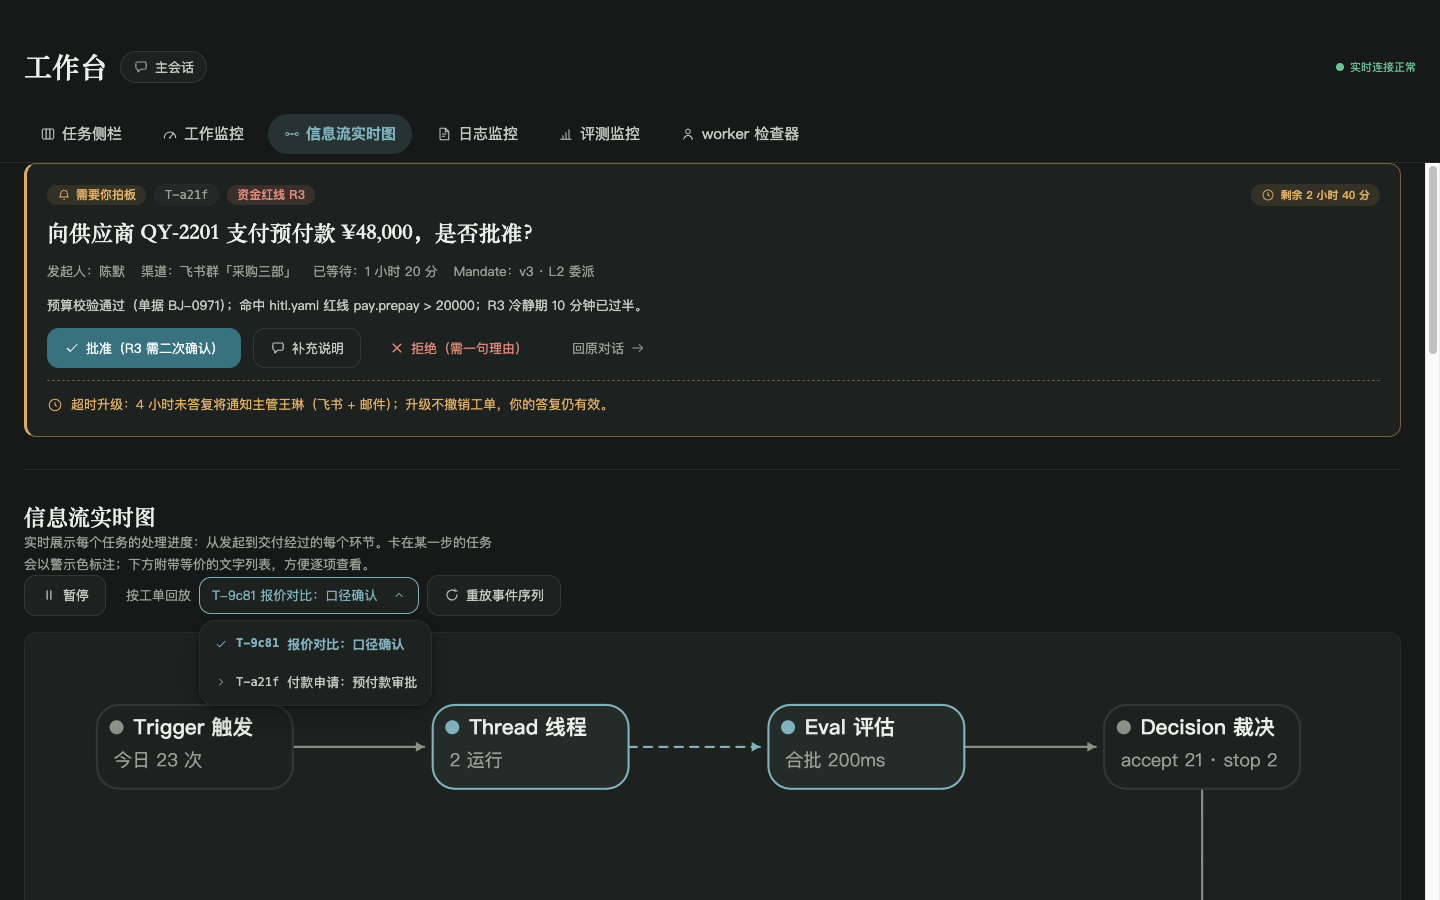 工作台
主会话
实时连接正常
任务侧栏
工作监控
信息流实时图
日志监控
评测监控
worker 检查器
需要你拍板
T-a21f
资金红线 R3
剩余 2 小时 40 分
向供应商 QY-2201 支付预付款 ¥48,000，是否批准？
发起人：陈默 渠道：飞书群「采购三部」 已等待：1 小时 20 分 Mandate：v3 · L2 委派
预算校验通过（单据 BJ-0971）；命中 hitl.yaml 红线 pay.prepay > 20000；R3 冷静期 10 分钟已过半。
批准（R3 需二次确认）
补充说明
拒绝（需一句理由）
回原对话 →
超时升级：4 小时未答复将通知主管王琳（飞书 + 邮件）；升级不撤销工单，你的答复仍有效。
信息流实时图
实时展示每个任务的处理进度：从发起到交付经过的每个环节。卡在某一步的任务
会以警示色标注；下方附带等价的文字列表，方便逐项查看。
暂停
按工单回放
T-9c81 报价对比：口径确认
重放事件序列
T-9c81 报价对比：口径确认
T-a21f 付款申请：预付款审批
Trigger 触发
今日 23 次
Thread 线程
2 运行
Eval 评估
合批 200ms
Decision 裁决
accept 21 · stop 2